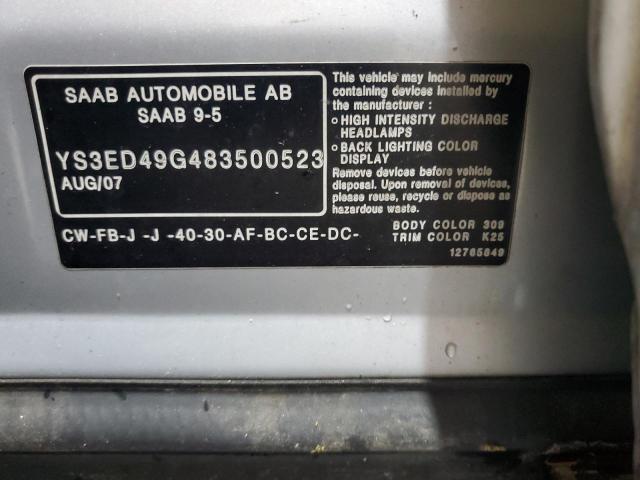 SAAB AUTOMOBILE AB
SAAB 9-5
YS3ED49G483500523
AUG/07
CW-FB-J -J -40-30-AF-BC-CE-DC-
This vehicle may include mercury
containing devices installed by
the manufacturer :
○ HIGH INTENSITY DISCHARGE
HEADLAMPS
○ BACK LIGHTING COLOR
DISPLAY
Remove devices before vehicle
disposal. Upon removal of devices,
please reuse, recycle or dispose as
hazardous waste.
BODY COLOR 309
TRIM COLOR K25
12765649